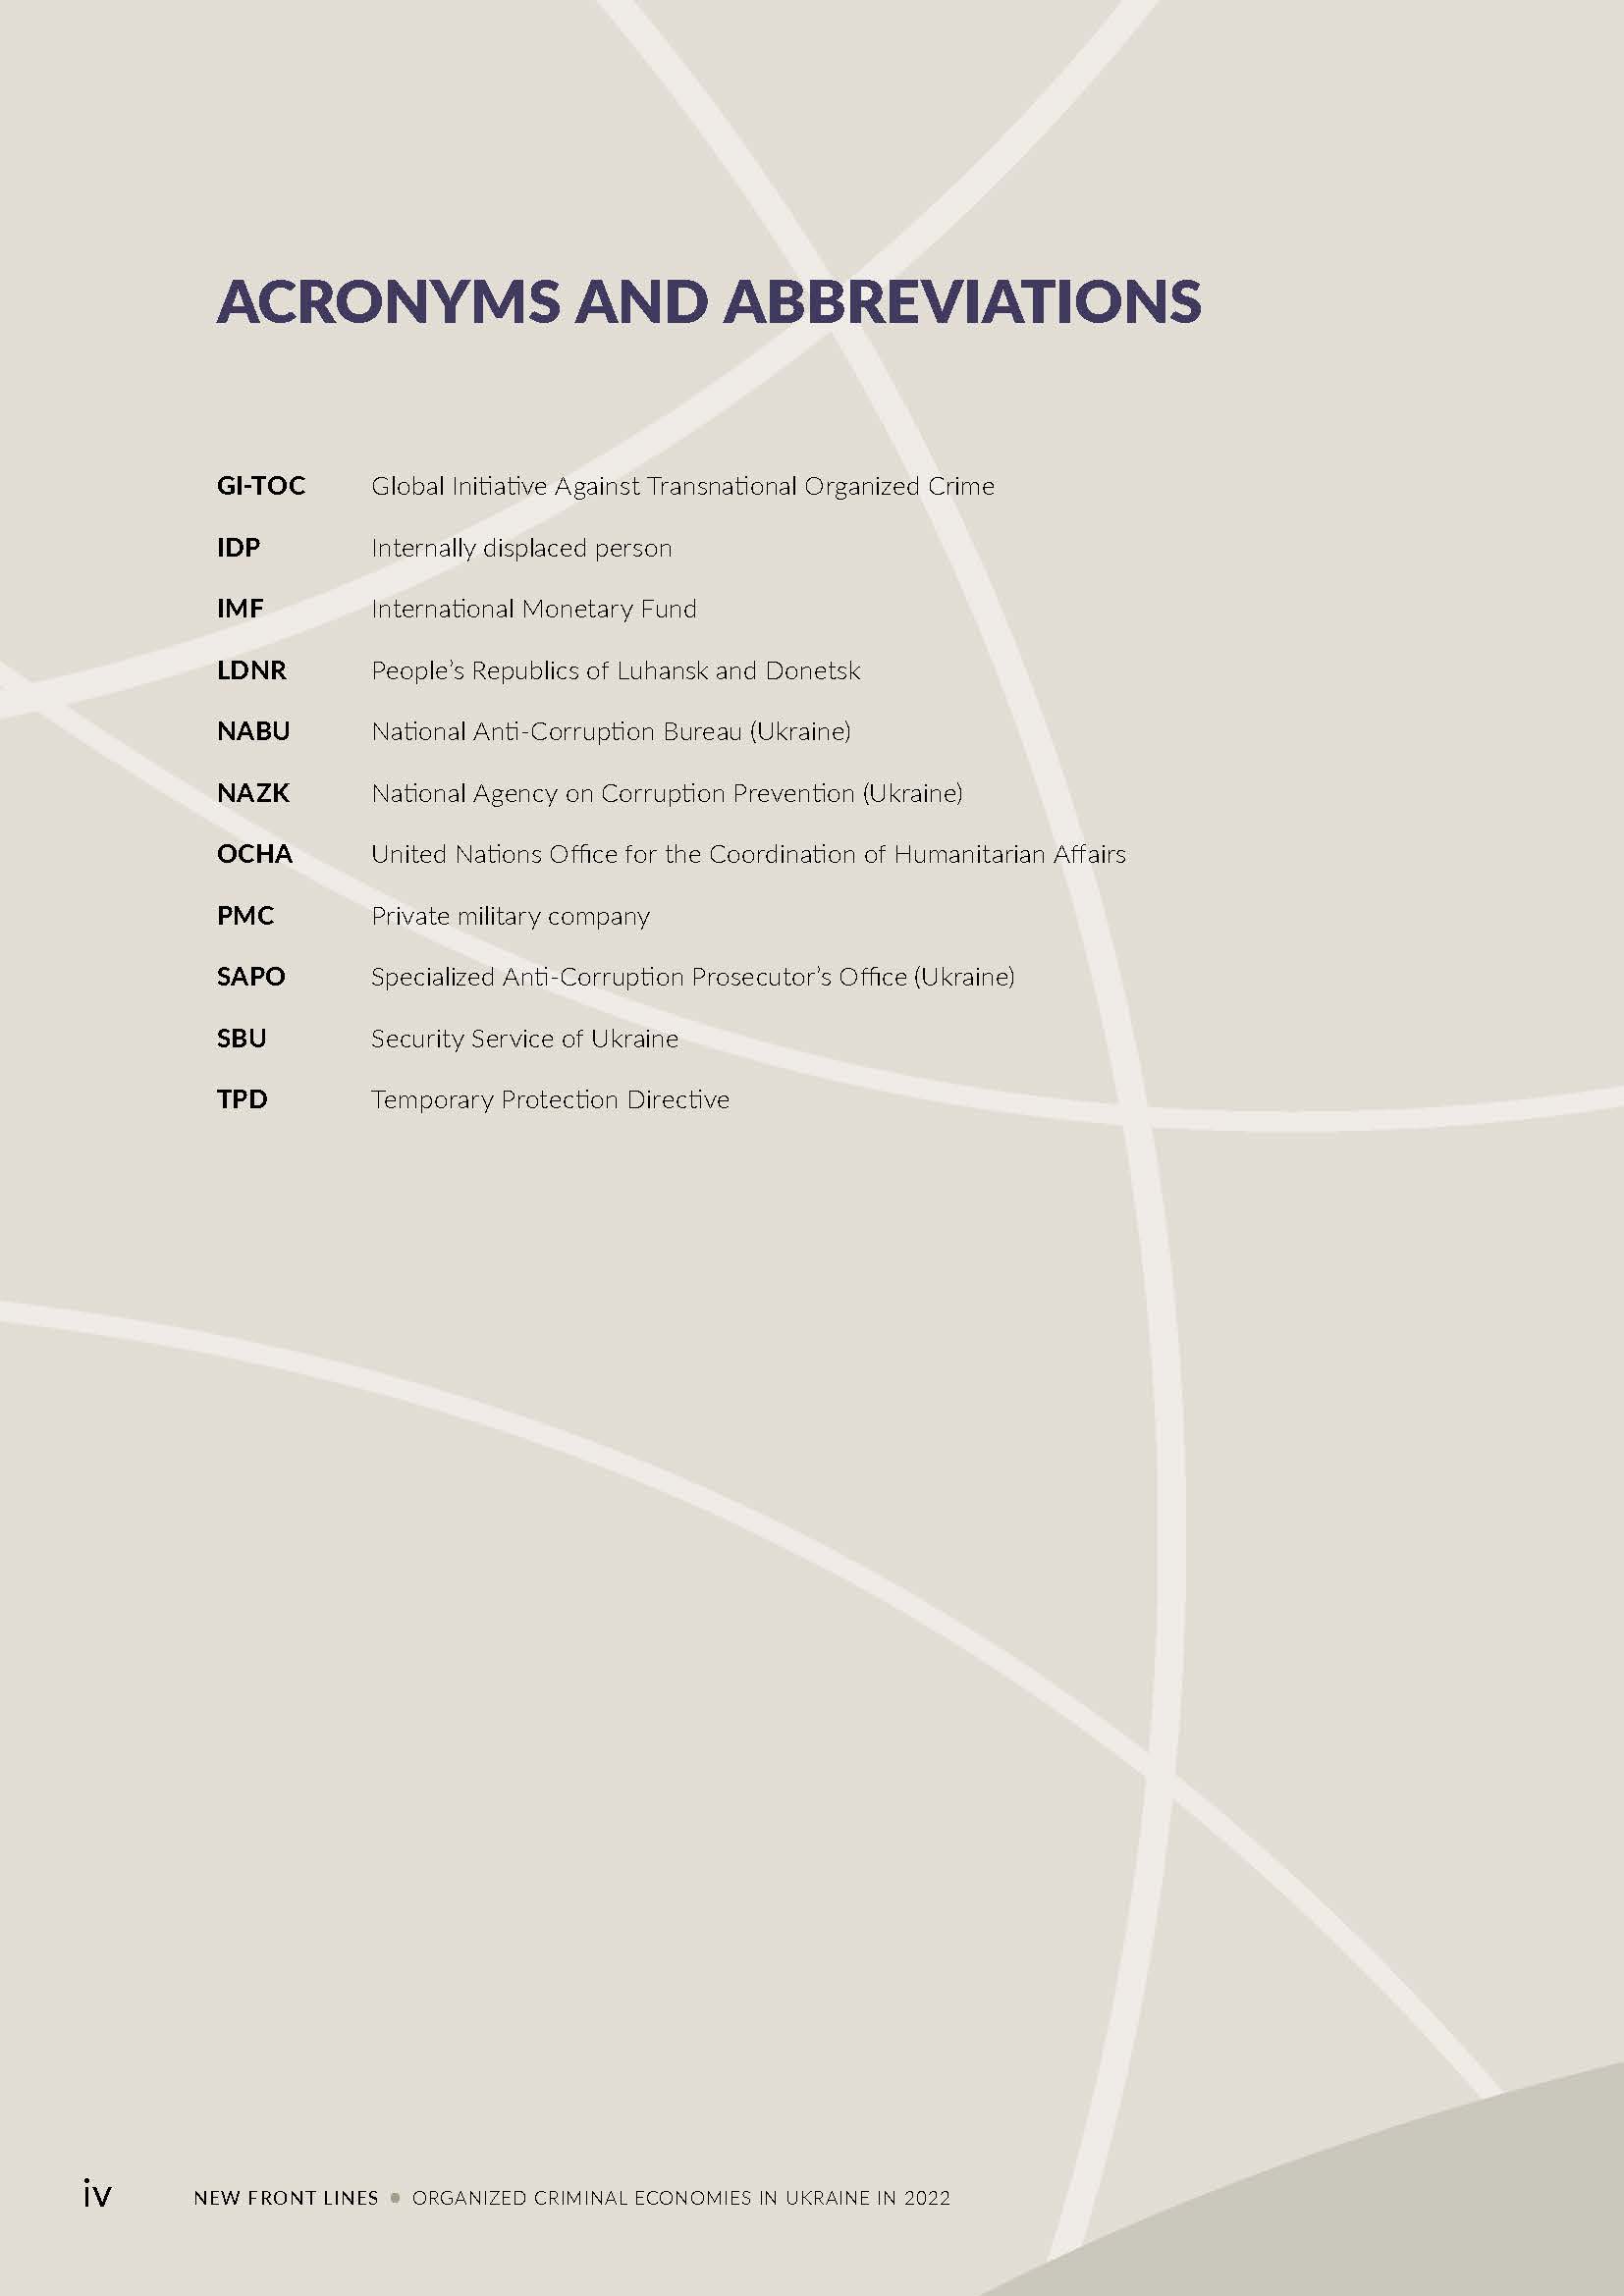 ACRONYMS AND ABBREVIATIONS
GI-TOC Global Initiative Against Transnational Organized Crime
IDP Internally displaced person
IMF International Monetary Fund
LDNR People’s Republics of Luhansk and Donetsk
NABU National Anti-Corruption Bureau (Ukraine)
NAZK National Agency on Corruption Prevention (Ukraine)
OCHA United Nations Office for the Coordination of Humanitarian Affairs
PMC Private military company
SAPO Specialized Anti-Corruption Prosecutor’s Office (Ukraine)
SBU Security Service of Ukraine
TPD Temporary Protection Directive
iv NEW FRONT LINES • ORGANIZED CRIMINAL ECONOMIES IN UKRAINE IN 2022